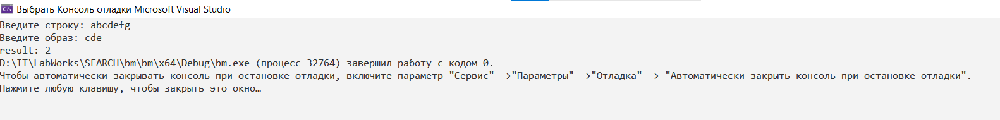 Выбрать Консоль отладки Microsoft Visual Studio
Введите строку: abcdefg
Введите образ: cde
result: 2
D:\IT\LabWorks\SEARCH\bm\bm\x64\Debug\bm.exe (процесс 32764) завершил работу с кодом 0.
Чтобы автоматически закрывать консоль при остановке отладки, включите параметр "Сервис" ->"Параметры" ->"Отладка" -> "Автоматически закрыть консоль при остановке отладки".
Нажмите любую клавишу, чтобы закрыть это окно…